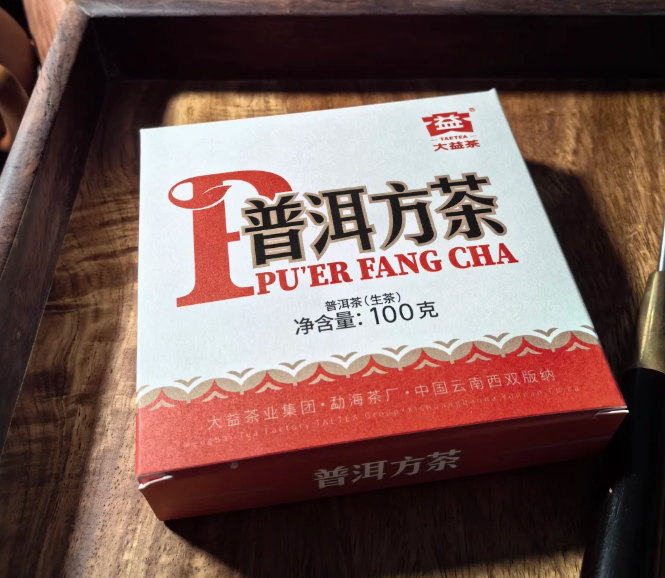 益®
TAETEA
大益茶
普洱方茶
PU'ER FANG CHA
普洱茶（生茶）
净含量：100克
大益茶业集团·勐海茶厂·中国云南西双版纳
普洱方茶